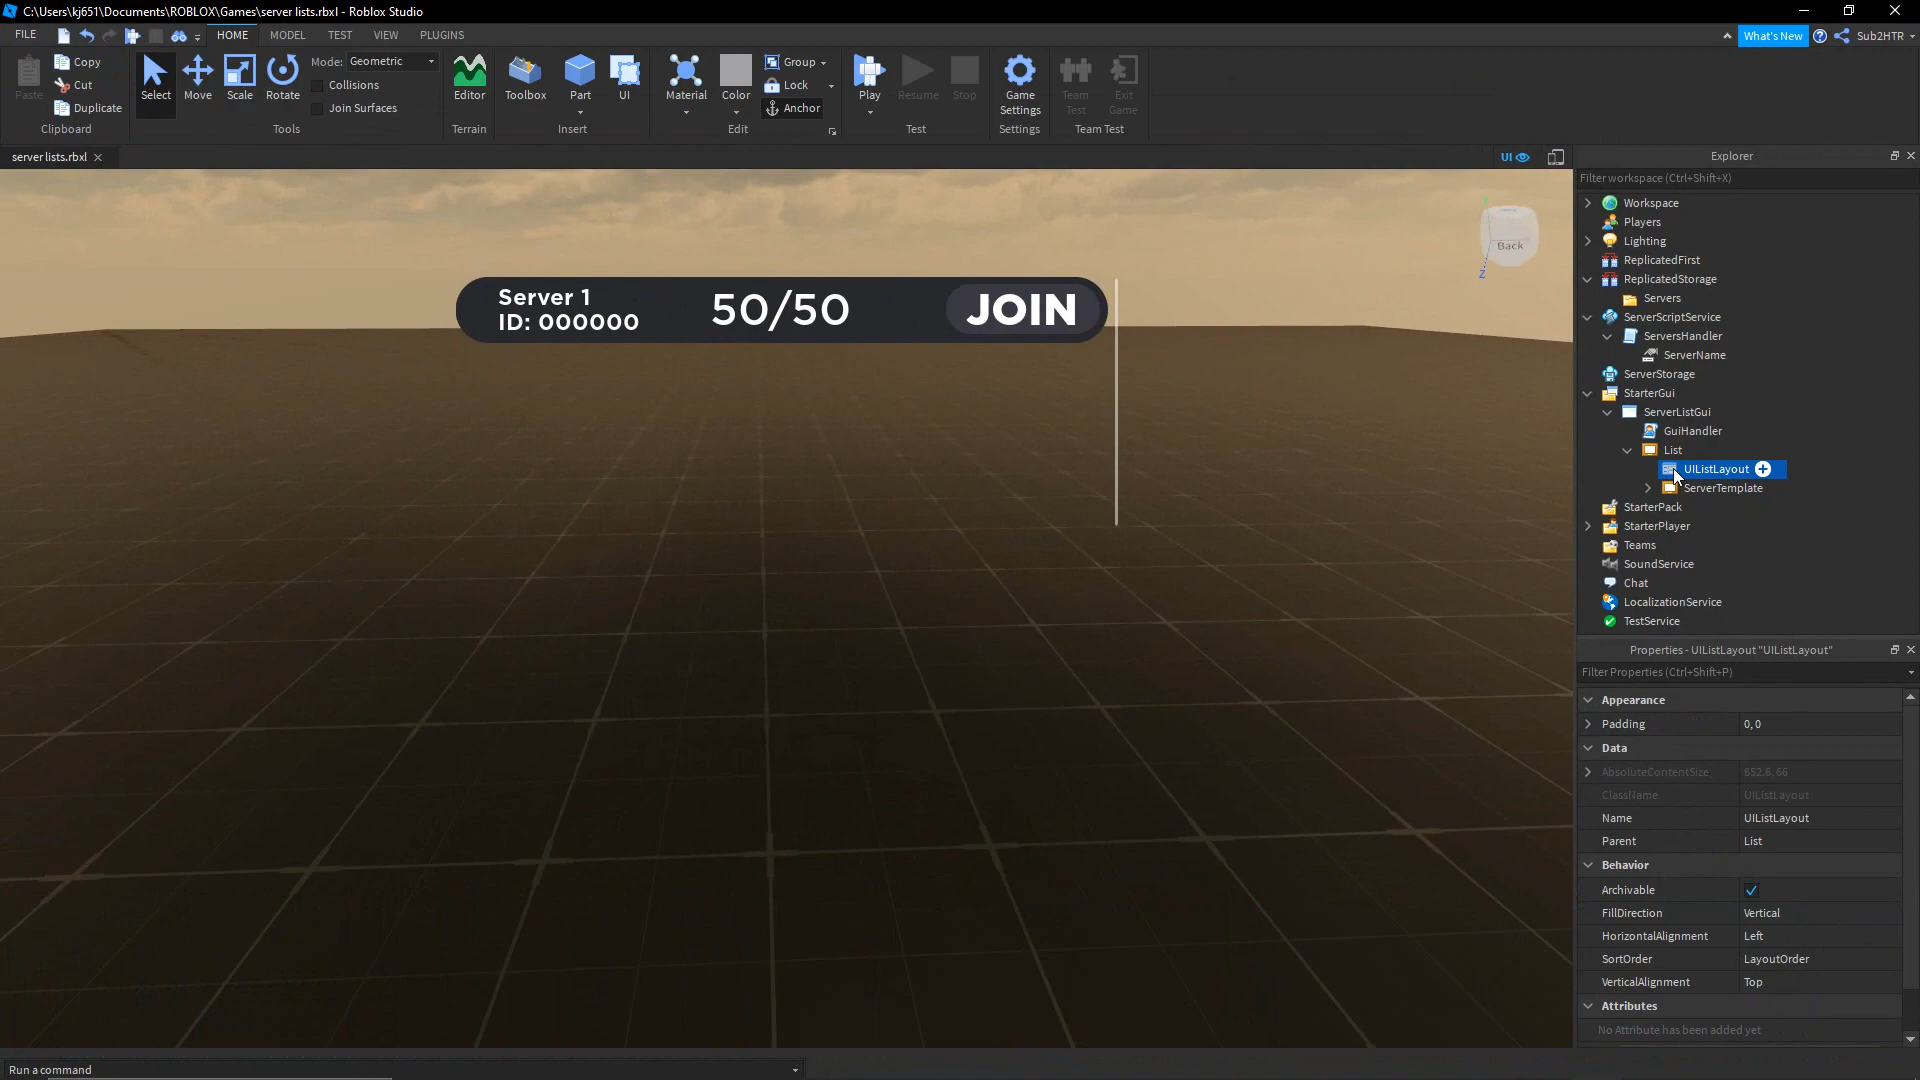 C:\Users\kj651\Documents\ROBLOX\Games\server lists.rbxl - Roblox Studio
FILE HOME MODEL TEST VIEW PLUGINS What's New Sub2HTR
Paste Copy Cut Duplicate
Clipboard
Select Move Scale Rotate
Mode: Geometric
Collisions
Join Surfaces
Tools
Editor
Terrain
Toolbox Part UI
Insert
Material Color Group Lock Anchor
Edit
Play Resume Stop
Test
Game Settings
Settings
Team Test Exit Game
Team Test
server lists.rbxl
UI
Back
Z
Server 1
ID: 000000
50/50
JOIN
Explorer
Filter workspace (Ctrl+Shift+X)
Workspace
Players
Lighting
ReplicatedFirst
ReplicatedStorage
Servers
ServerScriptService
ServersHandler
ServerName
ServerStorage
StarterGui
ServerListGui
GuiHandler
List
UIListLayout
ServerTemplate
StarterPack
StarterPlayer
Teams
SoundService
Chat
LocalizationService
TestService
Properties - UIListLayout "UIListLayout"
Filter Properties (Ctrl+Shift+P)
Appearance
Padding 0, 0
Data
AbsoluteContentSize 652.6, 66
ClassName UIListLayout
Name UIListLayout
Parent List
Behavior
Archivable
FillDirection Vertical
HorizontalAlignment Left
SortOrder LayoutOrder
VerticalAlignment Top
Attributes
No Attribute has been added yet
Run a command